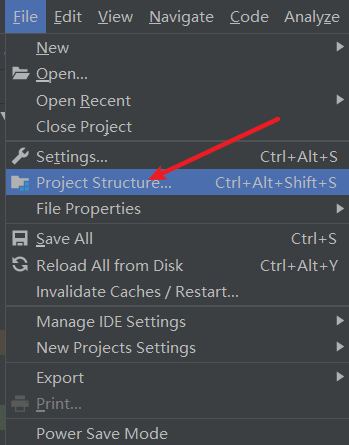 File Edit View Navigate Code Analyze
New
Open...
Open Recent
Close Project
Settings... Ctrl+Alt+S
Project Structure... Ctrl+Alt+Shift+S
File Properties
Save All Ctrl+S
Reload All from Disk Ctrl+Alt+Y
Invalidate Caches / Restart...
Manage IDE Settings
New Projects Settings
Export
Print...
Power Save Mode